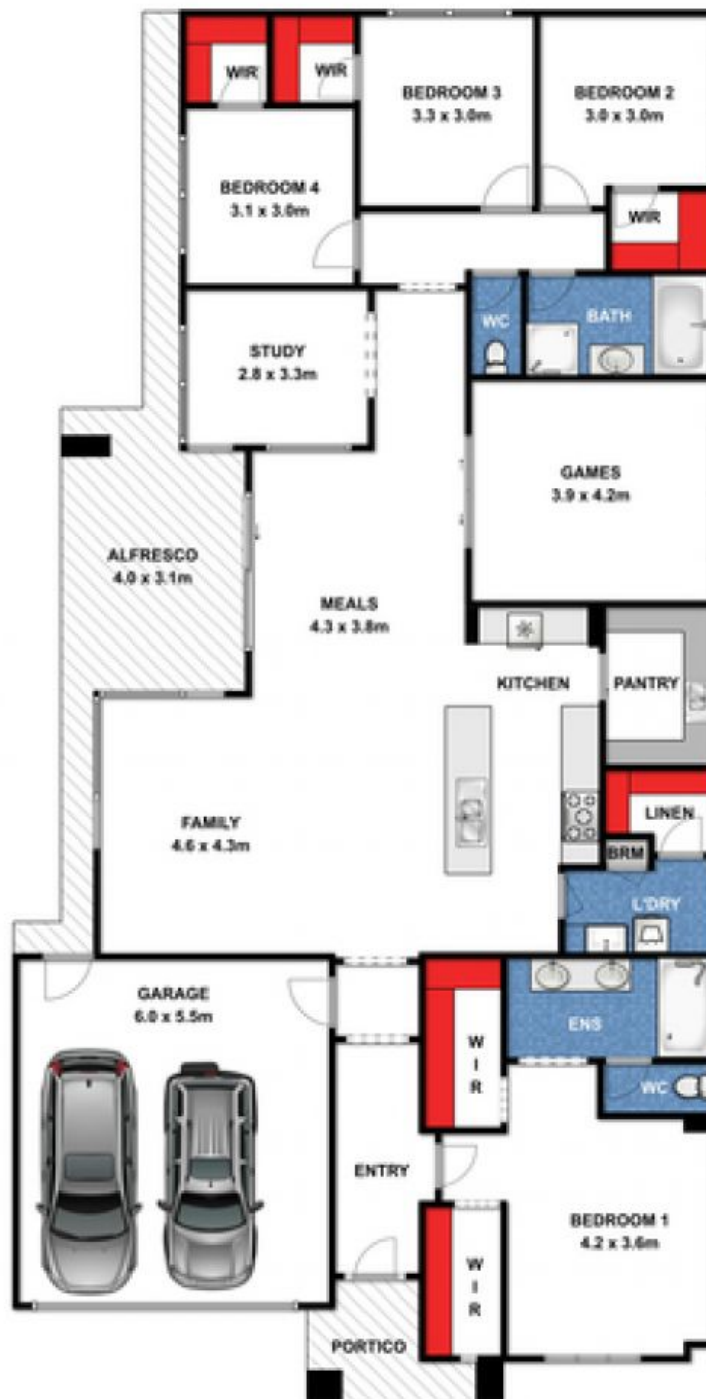 WIR
WIR
BEDROOM 3
3.3 x 3.0m
BEDROOM 2
3.0 x 3.0m
BEDROOM 4
3.1 x 3.0m
WIR
WC
BATH
STUDY
2.8 x 3.3m
GAMES
3.9 x 4.2m
ALFRESCO
4.0 x 3.1m
MEALS
4.3 x 3.8m
KITCHEN
PANTRY
FAMILY
4.6 x 4.3m
LINEN
BRM
L'DRY
GARAGE
6.0 x 5.5m
WIR
ENS
WC
ENTRY
BEDROOM 1
4.2 x 3.6m
WIR
PORTICO